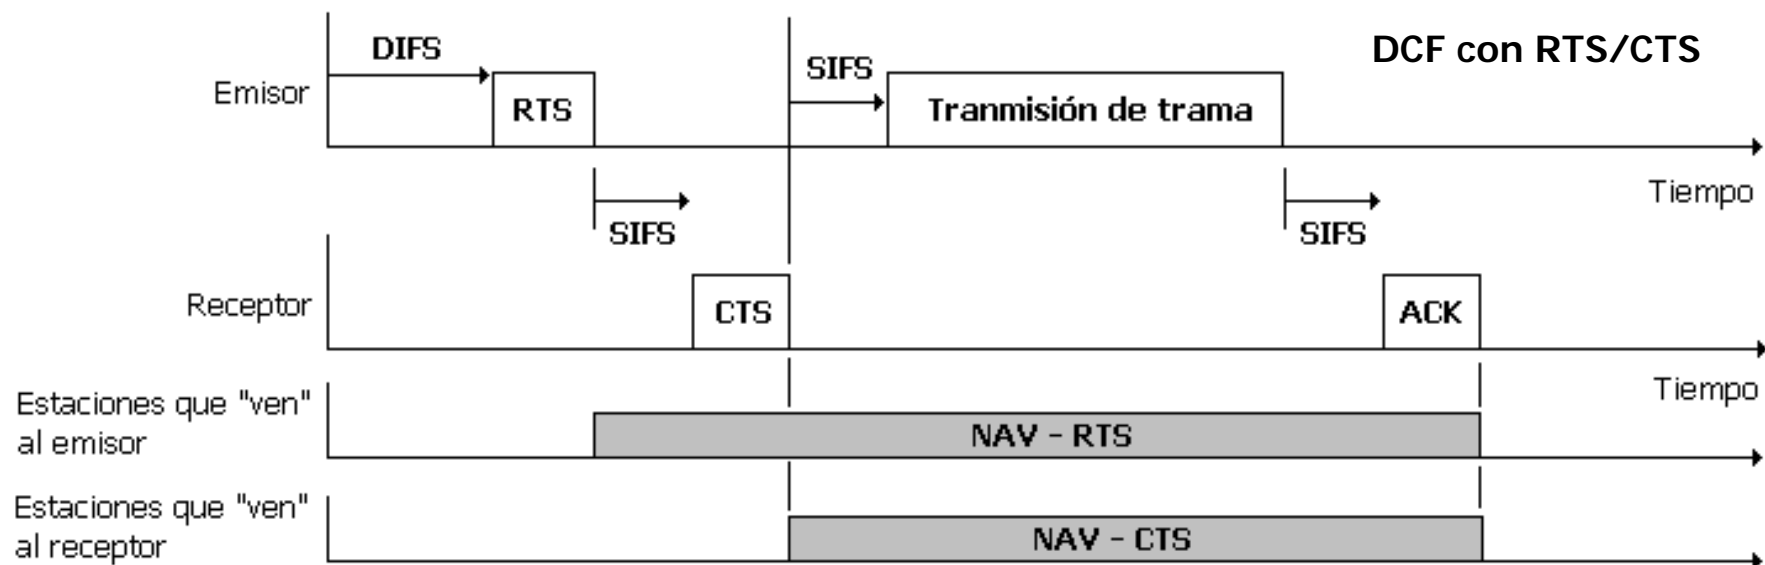 DCF con RTS/CTS
DIFS
SIFS
Emisor
RTS
Tranmisión de trama
Tiempo
SIFS
SIFS
Receptor
CTS
ACK
Tiempo
Estaciones que "ven"
al emisor
NAV - RTS
Estaciones que "ven"
al receptor
NAV - CTS